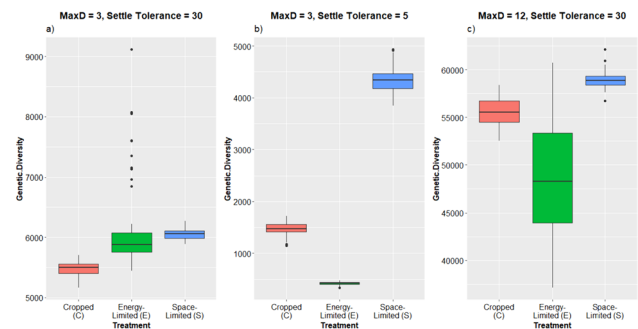 MaxD = 3, Settle Tolerance = 30
a)
Genetic.Diversity
9000
8000
7000
6000
5000
Cropped (C)
Energy-Limited (E)
Space-Limited (S)
Treatment
MaxD = 3, Settle Tolerance = 5
b)
Genetic.Diversity
5000
4000
3000
2000
1000
Cropped (C)
Energy-Limited (E)
Space-Limited (S)
Treatment
MaxD = 12, Settle Tolerance = 30
c)
Genetic.Diversity
60000
55000
50000
45000
40000
Cropped (C)
Energy-Limited (E)
Space-Limited (S)
Treatment